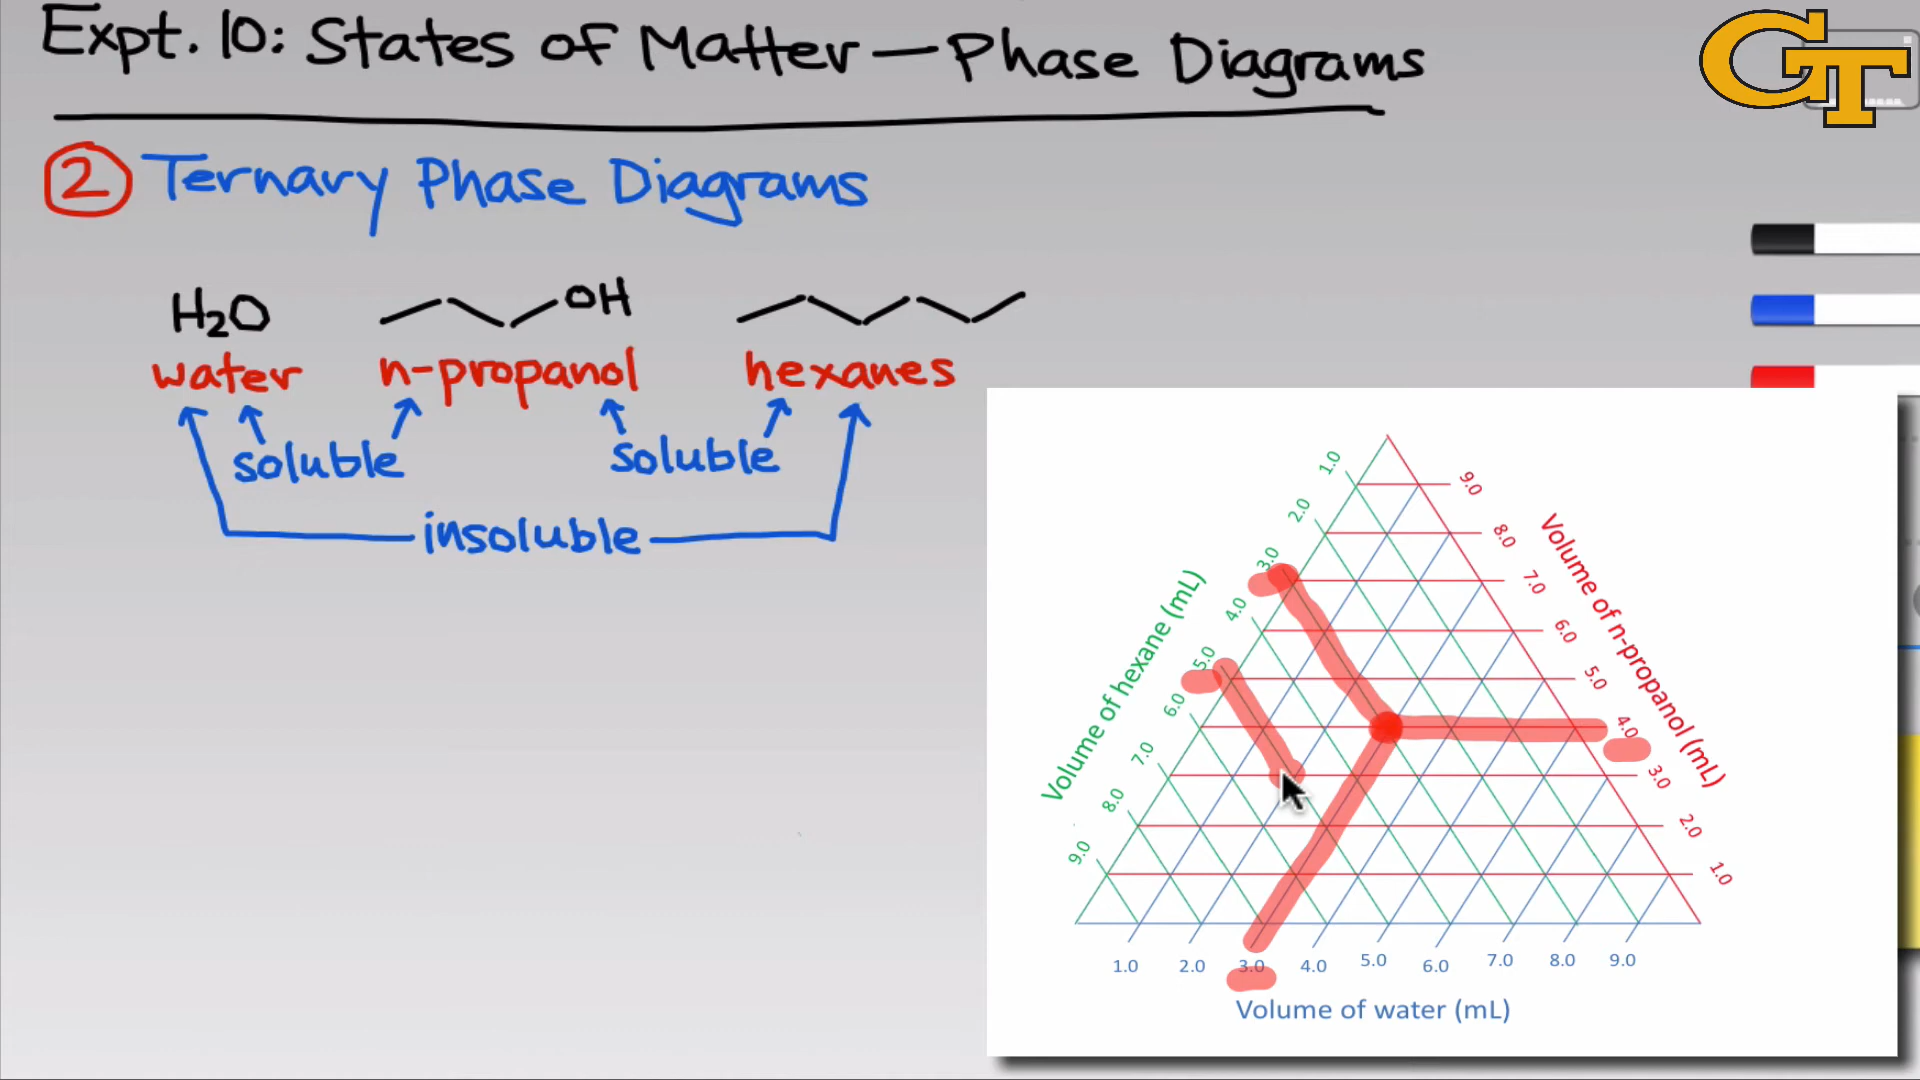 Expt. 10: States of Matter — Phase Diagrams
GT
2 Ternary Phase Diagrams
H₂O OH
water n-propanol hexanes
soluble soluble
insoluble
Volume of hexane (mL)
1.0
2.0
3.0
4.0
5.0
6.0
7.0
8.0
9.0
Volume of n-propanol (mL)
9.0
8.0
7.0
6.0
5.0
4.0
3.0
2.0
1.0
1.0 2.0 3.0 4.0 5.0 6.0 7.0 8.0 9.0
Volume of water (mL)